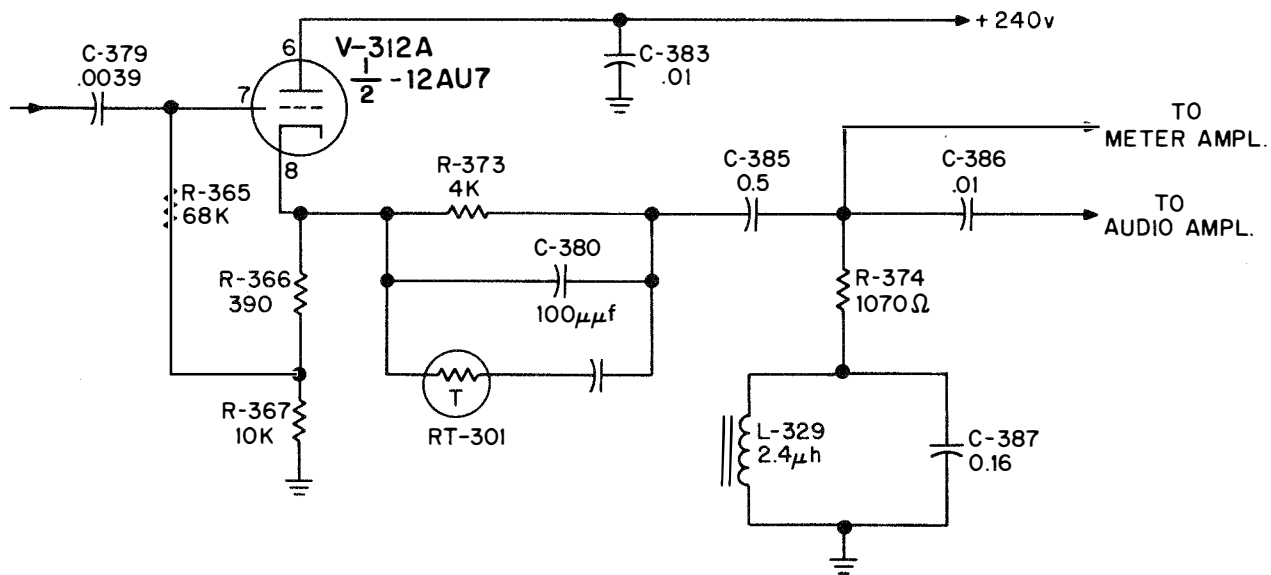 +240v
C-379
.0039
6
V-312A
1/2 -12AU7
7
8
C-383
.01
TO
METER AMPL.
R-365
68K
R-373
4K
C-385
0.5
C-386
.01
TO
AUDIO AMPL.
R-366
390
C-380
100μμf
R-374
1070Ω
R-367
10K
T
RT-301
L-329
2.4μh
C-387
0.16